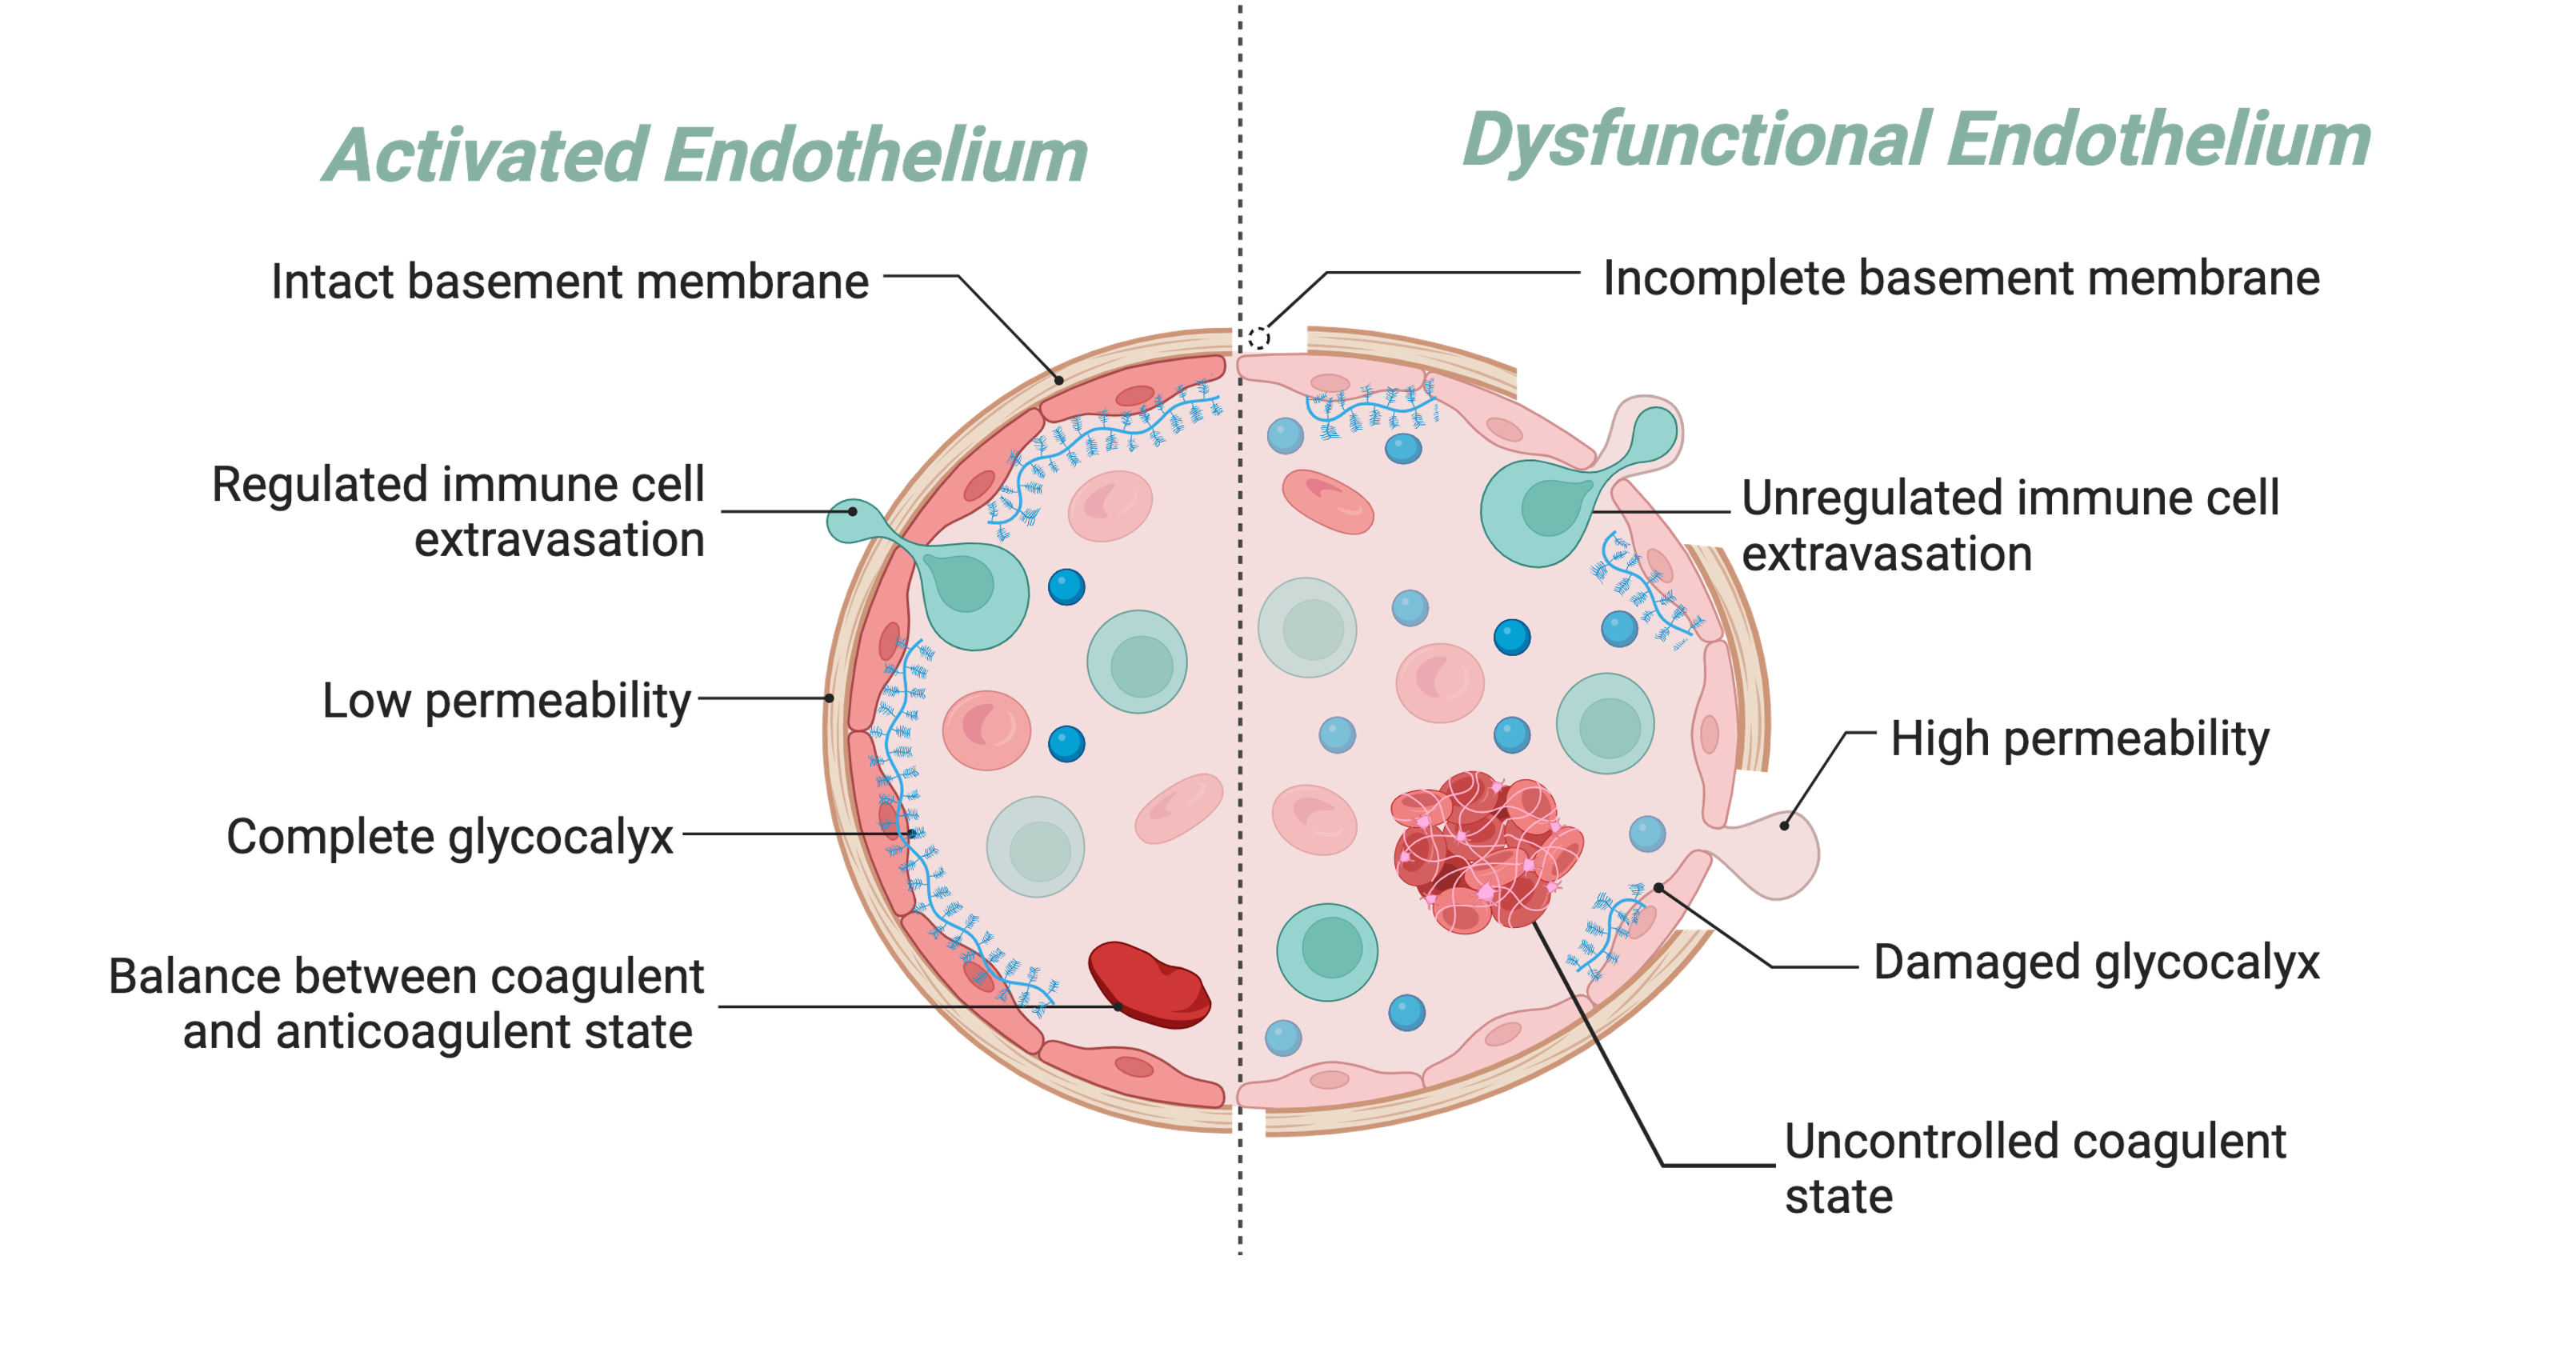 Activated Endothelium
Intact basement membrane
Regulated immune cell
extravasation
Low permeability
Complete glycocalyx
Balance between coagulent
and anticoagulent state
Dysfunctional Endothelium
Incomplete basement membrane
Unregulated immune cell
extravasation
High permeability
Damaged glycocalyx
Uncontrolled coagulent
state